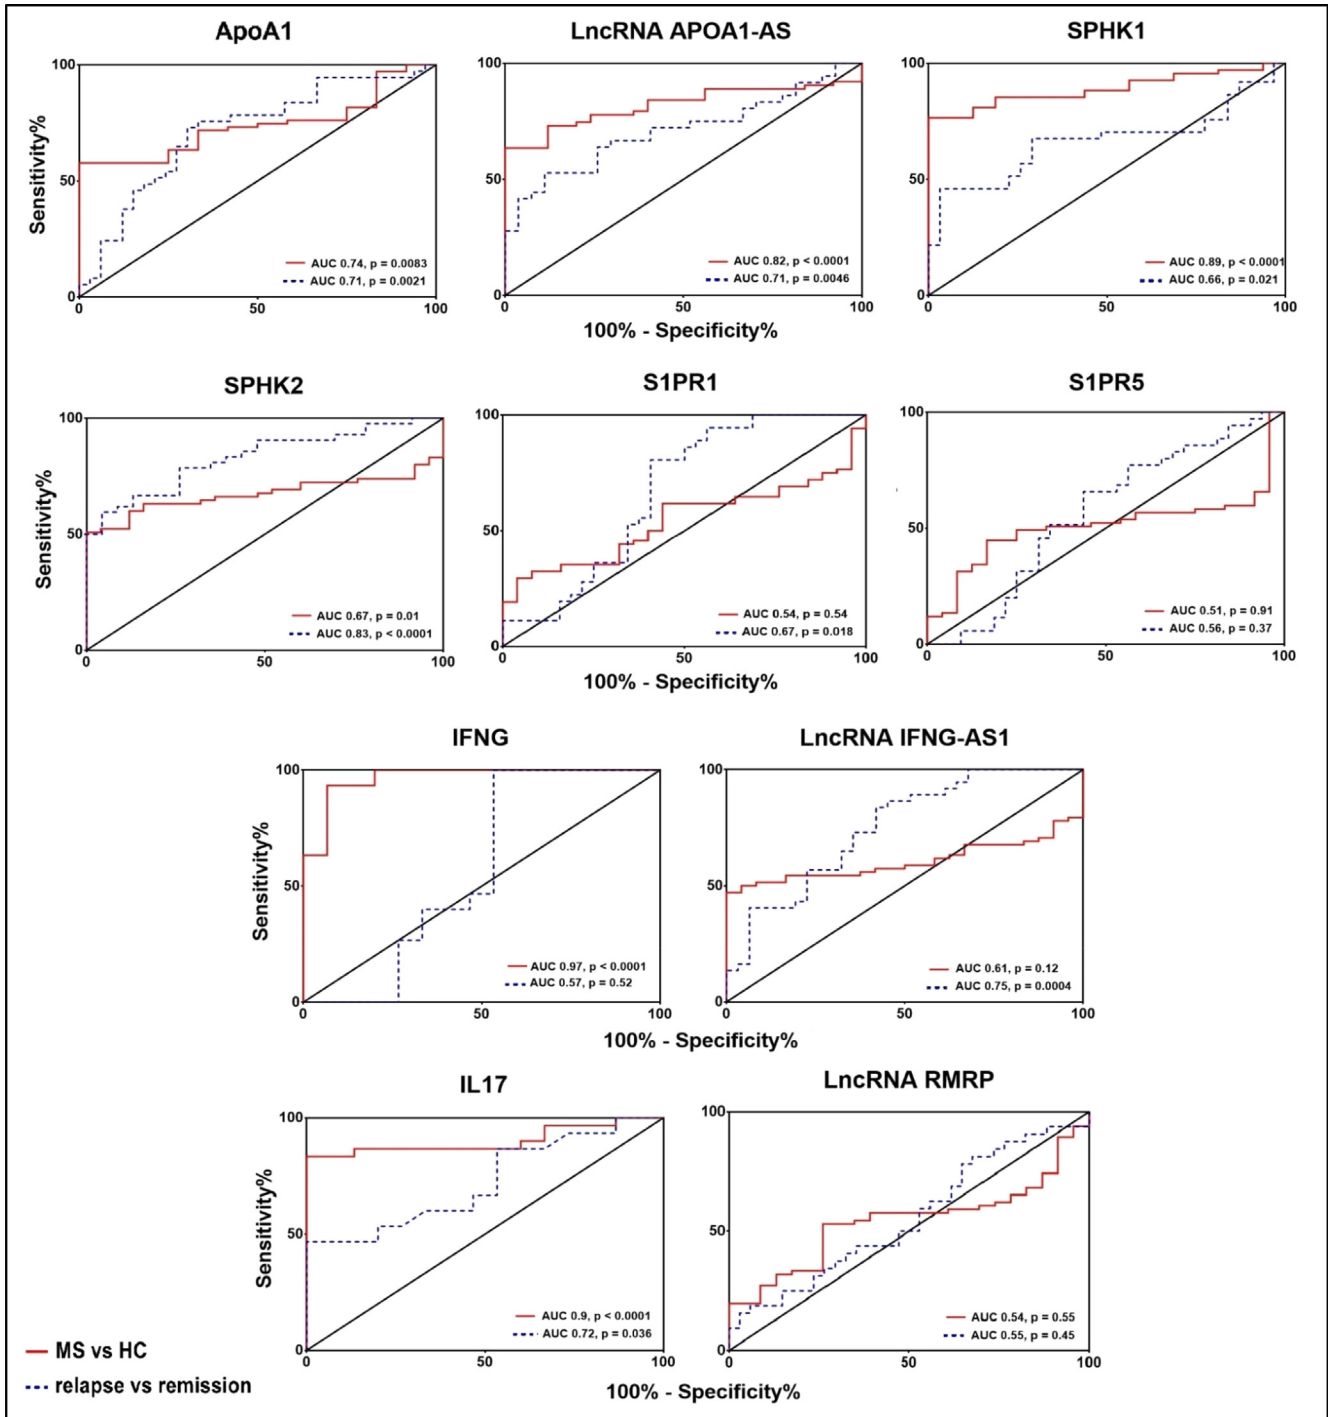 ApoA1
LncRNA APOA1-AS
SPHK1
Sensitivity%
100
50
0
AUC 0.74, p = 0.0083
AUC 0.71, p = 0.0021
0
50
100
100
50
0
AUC 0.82, p < 0.0001
AUC 0.71, p = 0.0046
0
50
100
100
50
0
AUC 0.89, p < 0.0001
AUC 0.66, p = 0.021
0
50
100
100% - Specificity%
SPHK2
S1PR1
S1PR5
Sensitivity%
100
50
0
AUC 0.67, p = 0.01
AUC 0.83, p < 0.0001
0
50
100
100
50
0
AUC 0.54, p = 0.54
AUC 0.67, p = 0.018
0
50
100
100
50
0
AUC 0.51, p = 0.91
AUC 0.56, p = 0.37
0
50
100
100% - Specificity%
IFNG
LncRNA IFNG-AS1
Sensitivity%
100
50
0
AUC 0.97, p < 0.0001
AUC 0.57, p = 0.52
0
50
100
100
50
0
AUC 0.61, p = 0.12
AUC 0.75, p = 0.0004
0
50
100
100% - Specificity%
IL17
LncRNA RMRP
Sensitivity%
100
50
0
AUC 0.9, p < 0.0001
AUC 0.72, p = 0.036
0
50
100
100
50
0
AUC 0.54, p = 0.55
AUC 0.55, p = 0.45
0
50
100
100% - Specificity%
MS vs HC
relapse vs remission